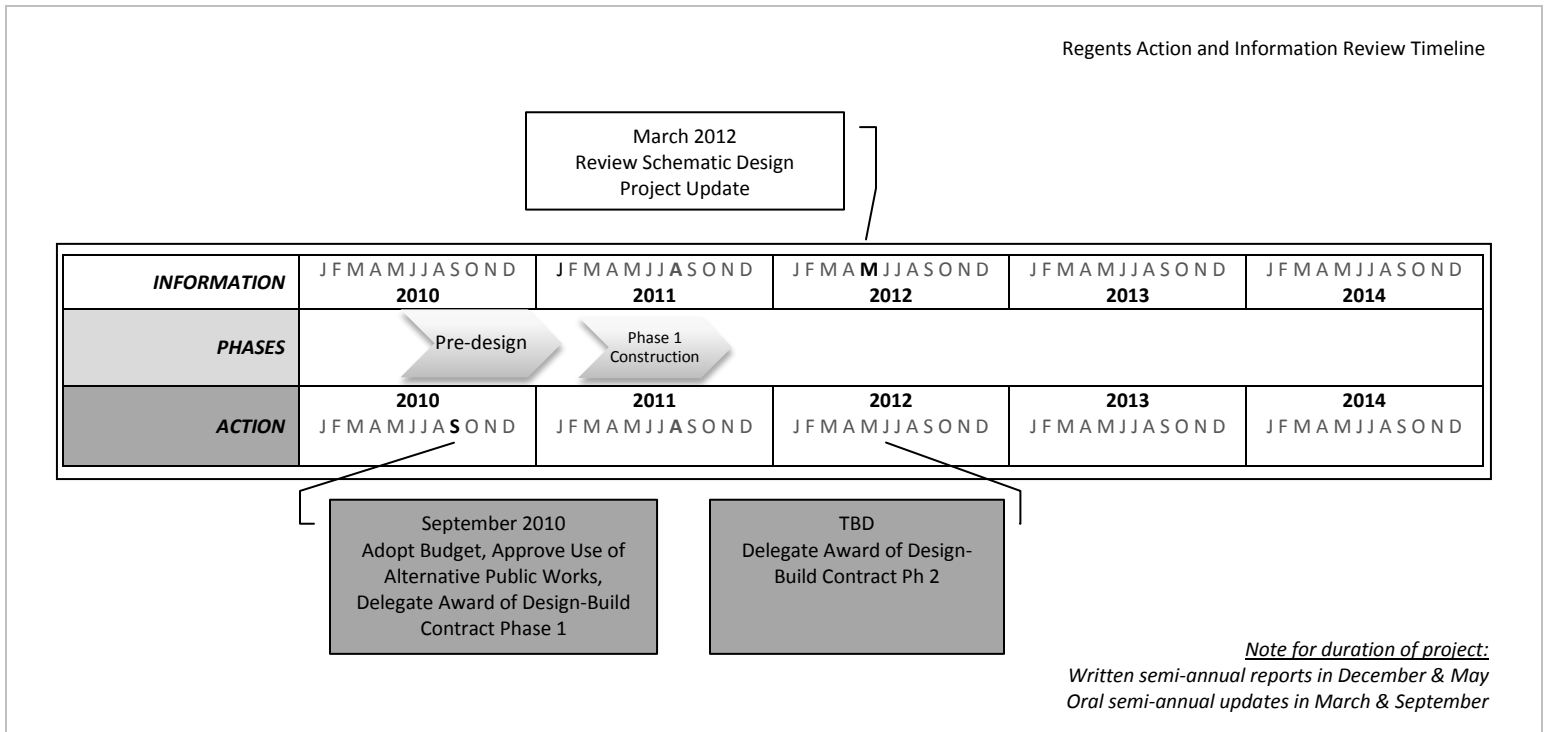 Regents Action and Information Review Timeline
March 2012
Review Schematic Design
Project Update
INFORMATION
J F M A M J J A S O N D
2010
J F M A M J J A S O N D
2011
J F M A M J J A S O N D
2012
J F M A M J J A S O N D
2013
J F M A M J J A S O N D
2014
PHASES
Pre-design
Phase 1
Construction
ACTION
2010
J F M A M J J A S O N D
2011
J F M A M J J A S O N D
2012
J F M A M J J A S O N D
2013
J F M A M J J A S O N D
2014
J F M A M J J A S O N D
September 2010
Adopt Budget, Approve Use of
Alternative Public Works,
Delegate Award of Design-Build
Contract Phase 1
TBD
Delegate Award of Design-
Build Contract Ph 2
Note for duration of project:
Written semi-annual reports in December & May
Oral semi-annual updates in March & September